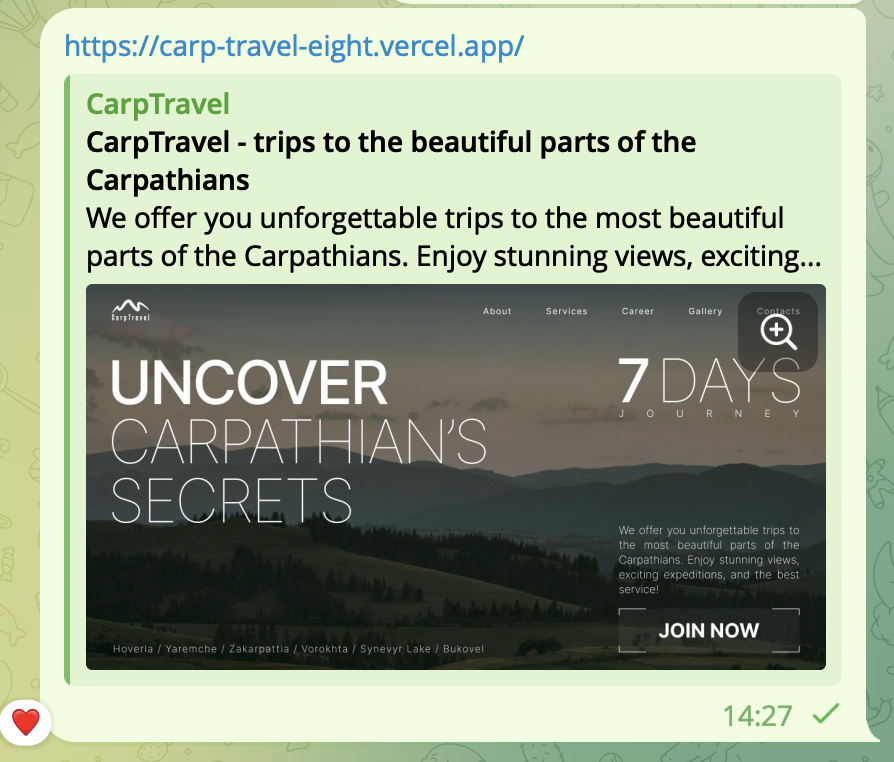 https://carp-travel-eight.vercel.app/
CarpTravel
CarpTravel - trips to the beautiful parts of the
Carpathians
We offer you unforgettable trips to the most beautiful
parts of the Carpathians. Enjoy stunning views, exciting...
CarpTravel
About Services Career Gallery Contacts
UNCOVER
CARPATHIAN'S
SECRETS
7 DAYS
JOURNEY
We offer you unforgettable trips to
the most beautiful parts of the
Carpathians. Enjoy stunning views,
exciting expeditions, and the best
service!
JOIN NOW
Hoverla / Yaremche / Zakarpattia / Vorokhta / Synevyr Lake / Bukovel
14:27